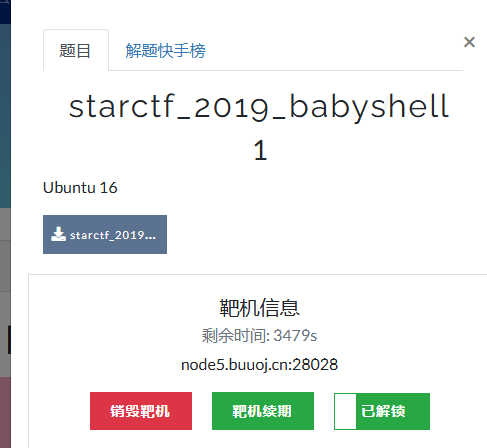 题目 解题快手榜 ×
starctf_2019_babyshell
1
Ubuntu 16
starctf_2019...
靶机信息
剩余时间: 3479s
node5.buuoj.cn:28028
销毁靶机 靶机续期 已解锁